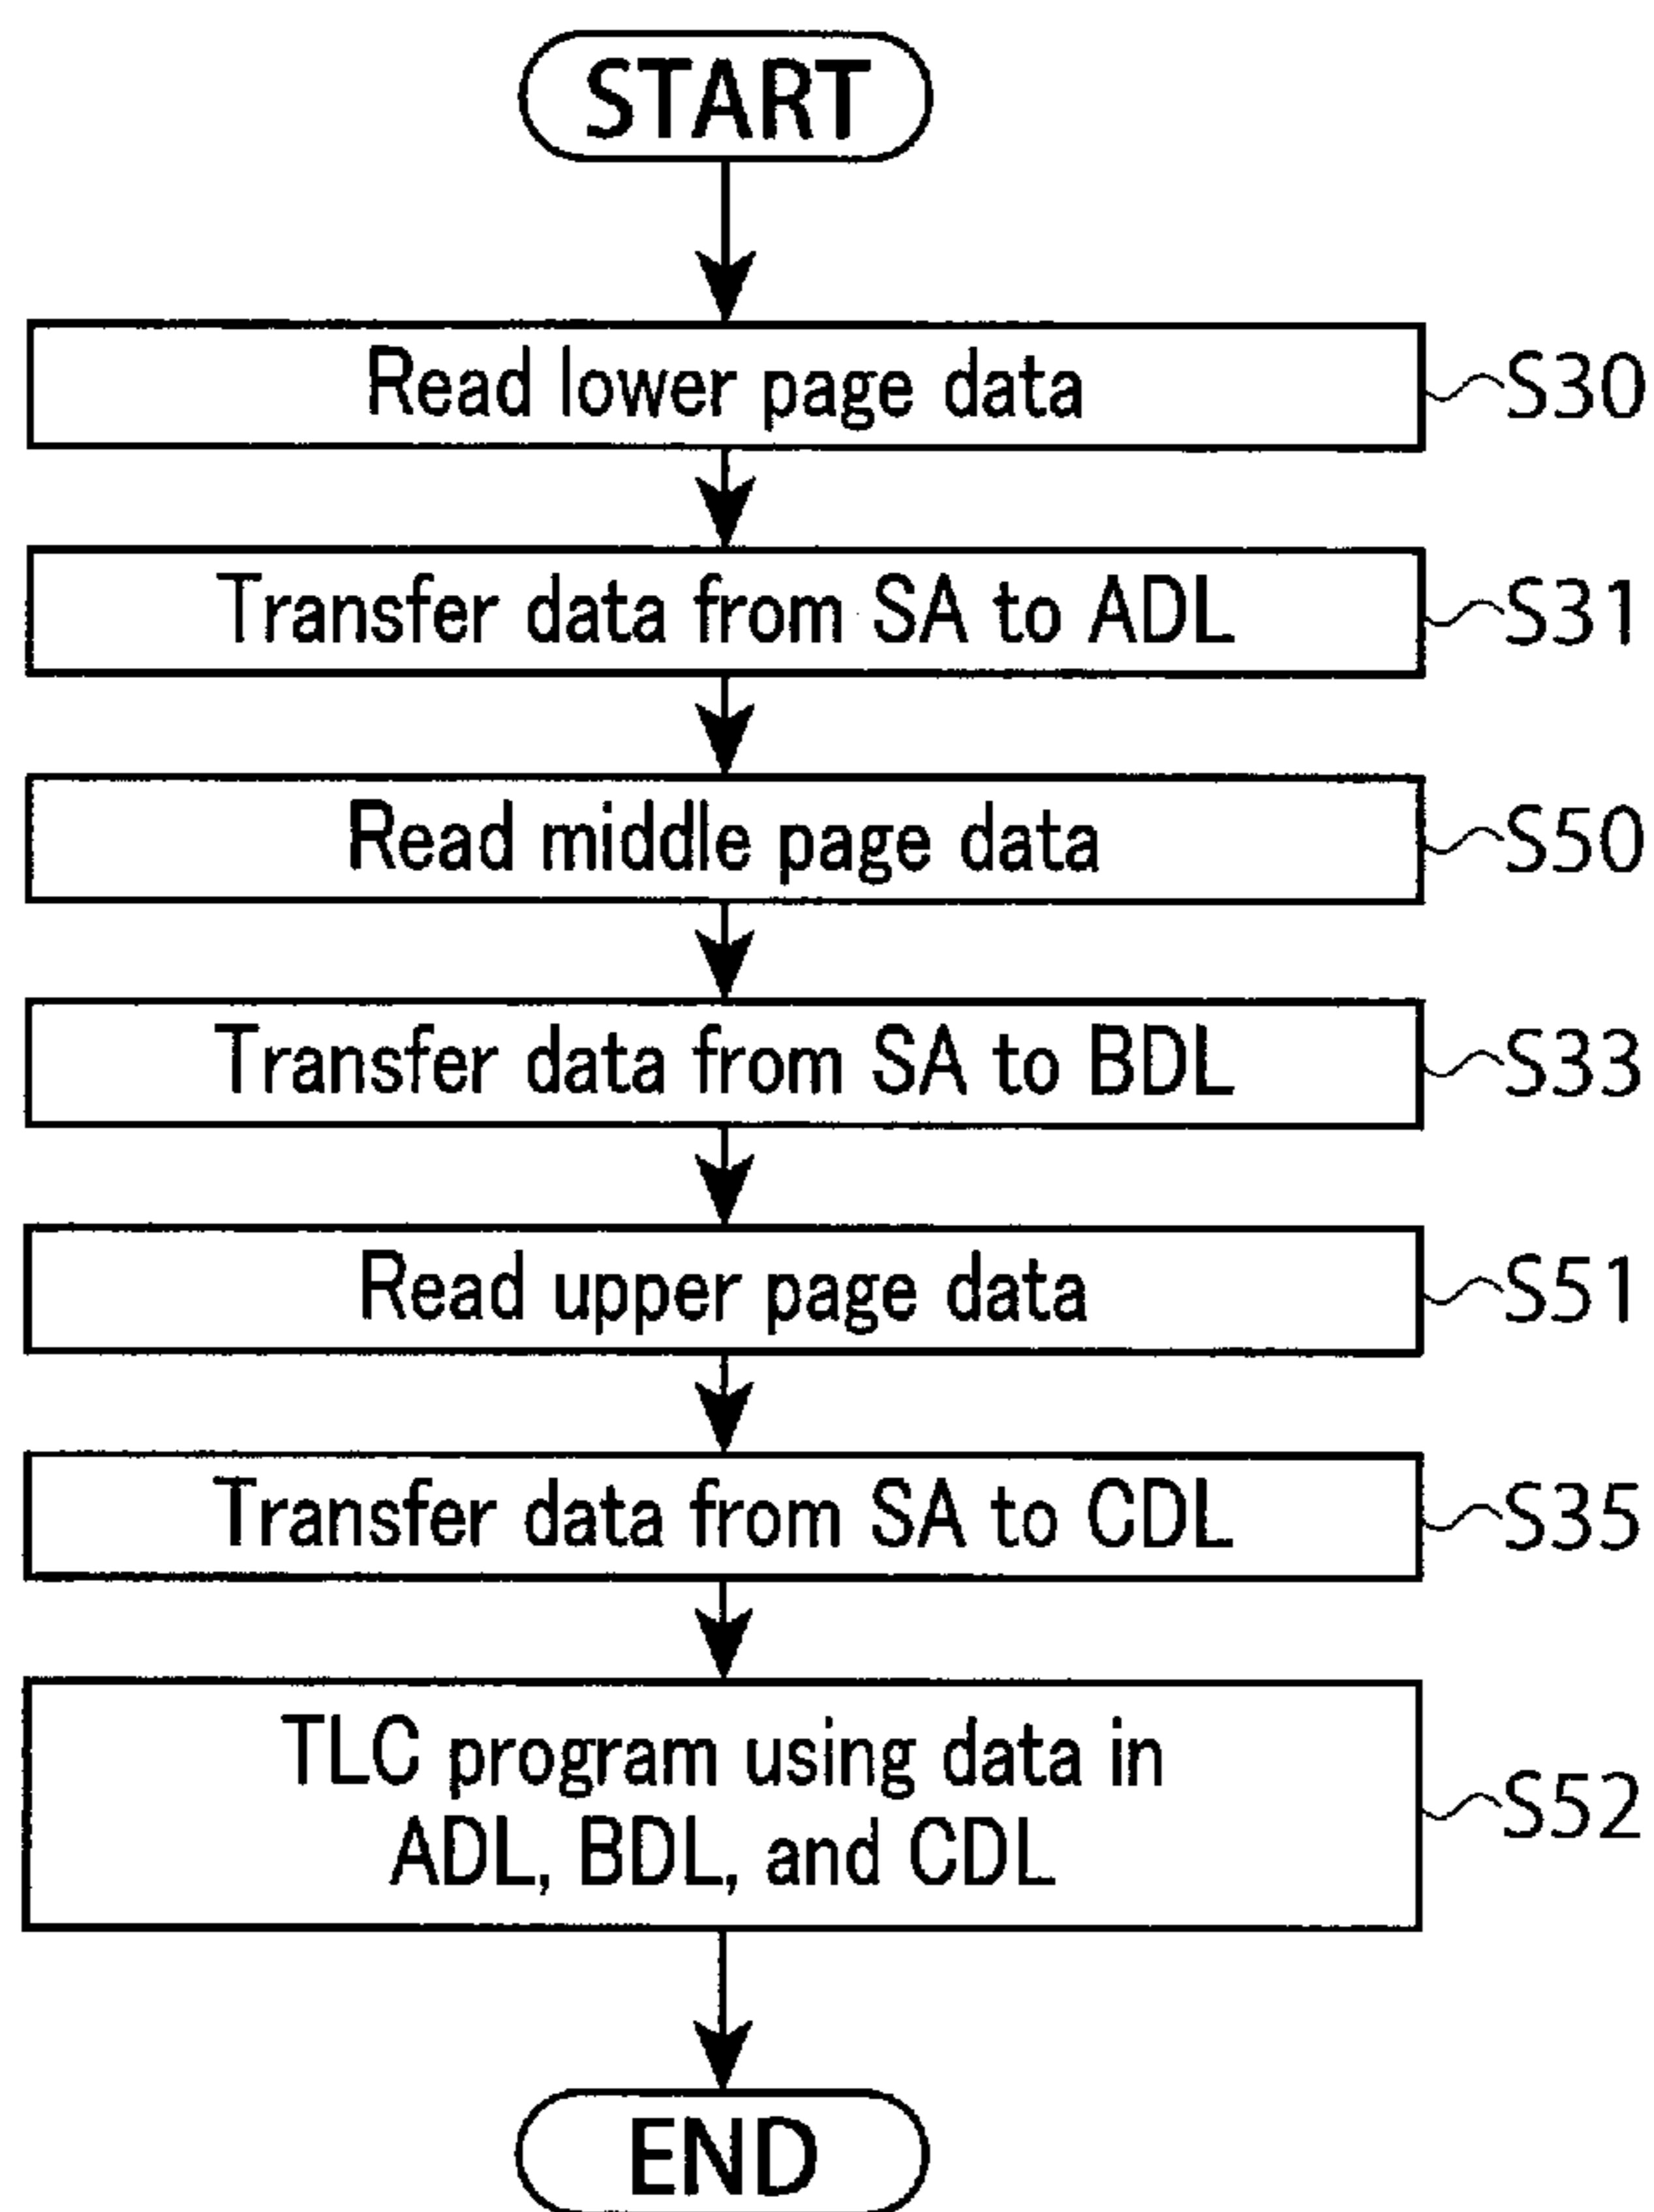 START
Read lower page data S30
Transfer data from SA to ADL S31
Read middle page data S50
Transfer data from SA to BDL S33
Read upper page data S51
Transfer data from SA to CDL S35
TLC program using data in
ADL, BDL, and CDL S52
END